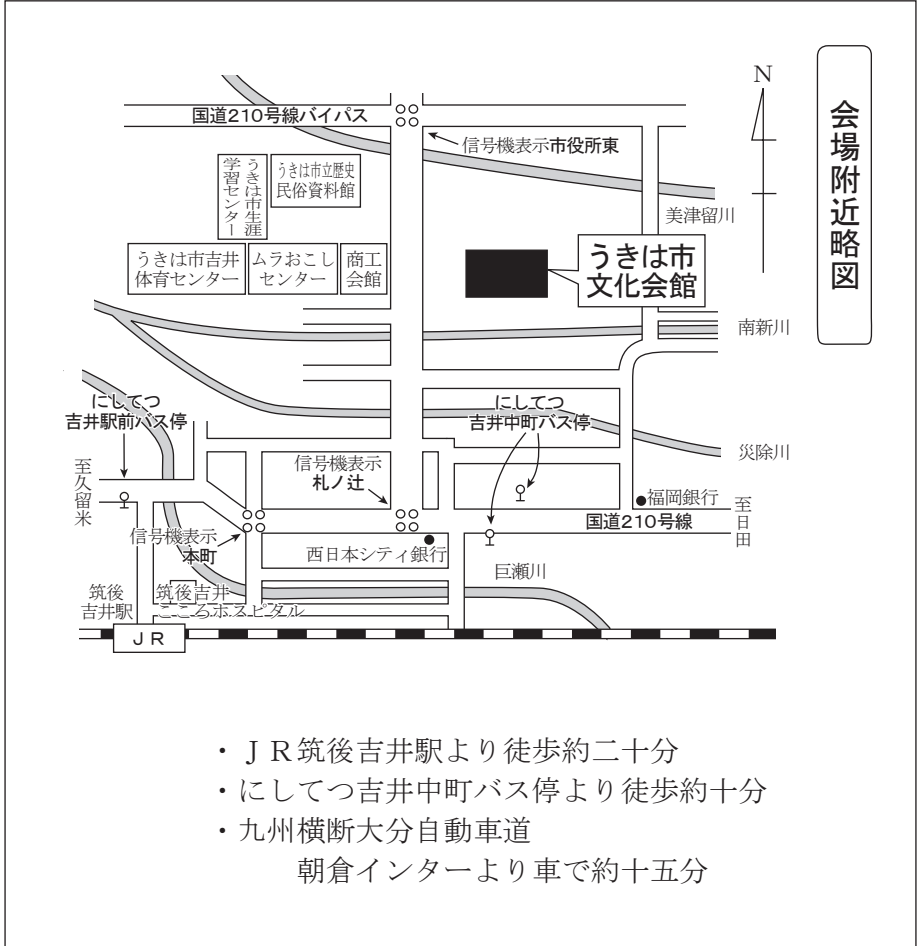 会場附近略図
N
国道210号線バイパス
信号機表示市役所東
うきは市生涯
学習センター
うきは市立歴史
民俗資料館
美津留川
うきは市吉井
体育センター
ムラおこし
センター
商工
会館
うきは市
文化会館
南新川
にしてつ
吉井駅前バス停
にしてつ
吉井中町バス停
災除川
至久留米
信号機表示
札ノ辻
福岡銀行
至日田
国道210号線
信号機表示
本町
西日本シティ銀行
巨瀬川
筑後
吉井駅
筑後吉井
こころホスピタル
JR
・ＪＲ筑後吉井駅より徒歩約二十分
・にしてつ吉井中町バス停より徒歩約十分
・九州横断大分自動車道
朝倉インターより車で約十五分